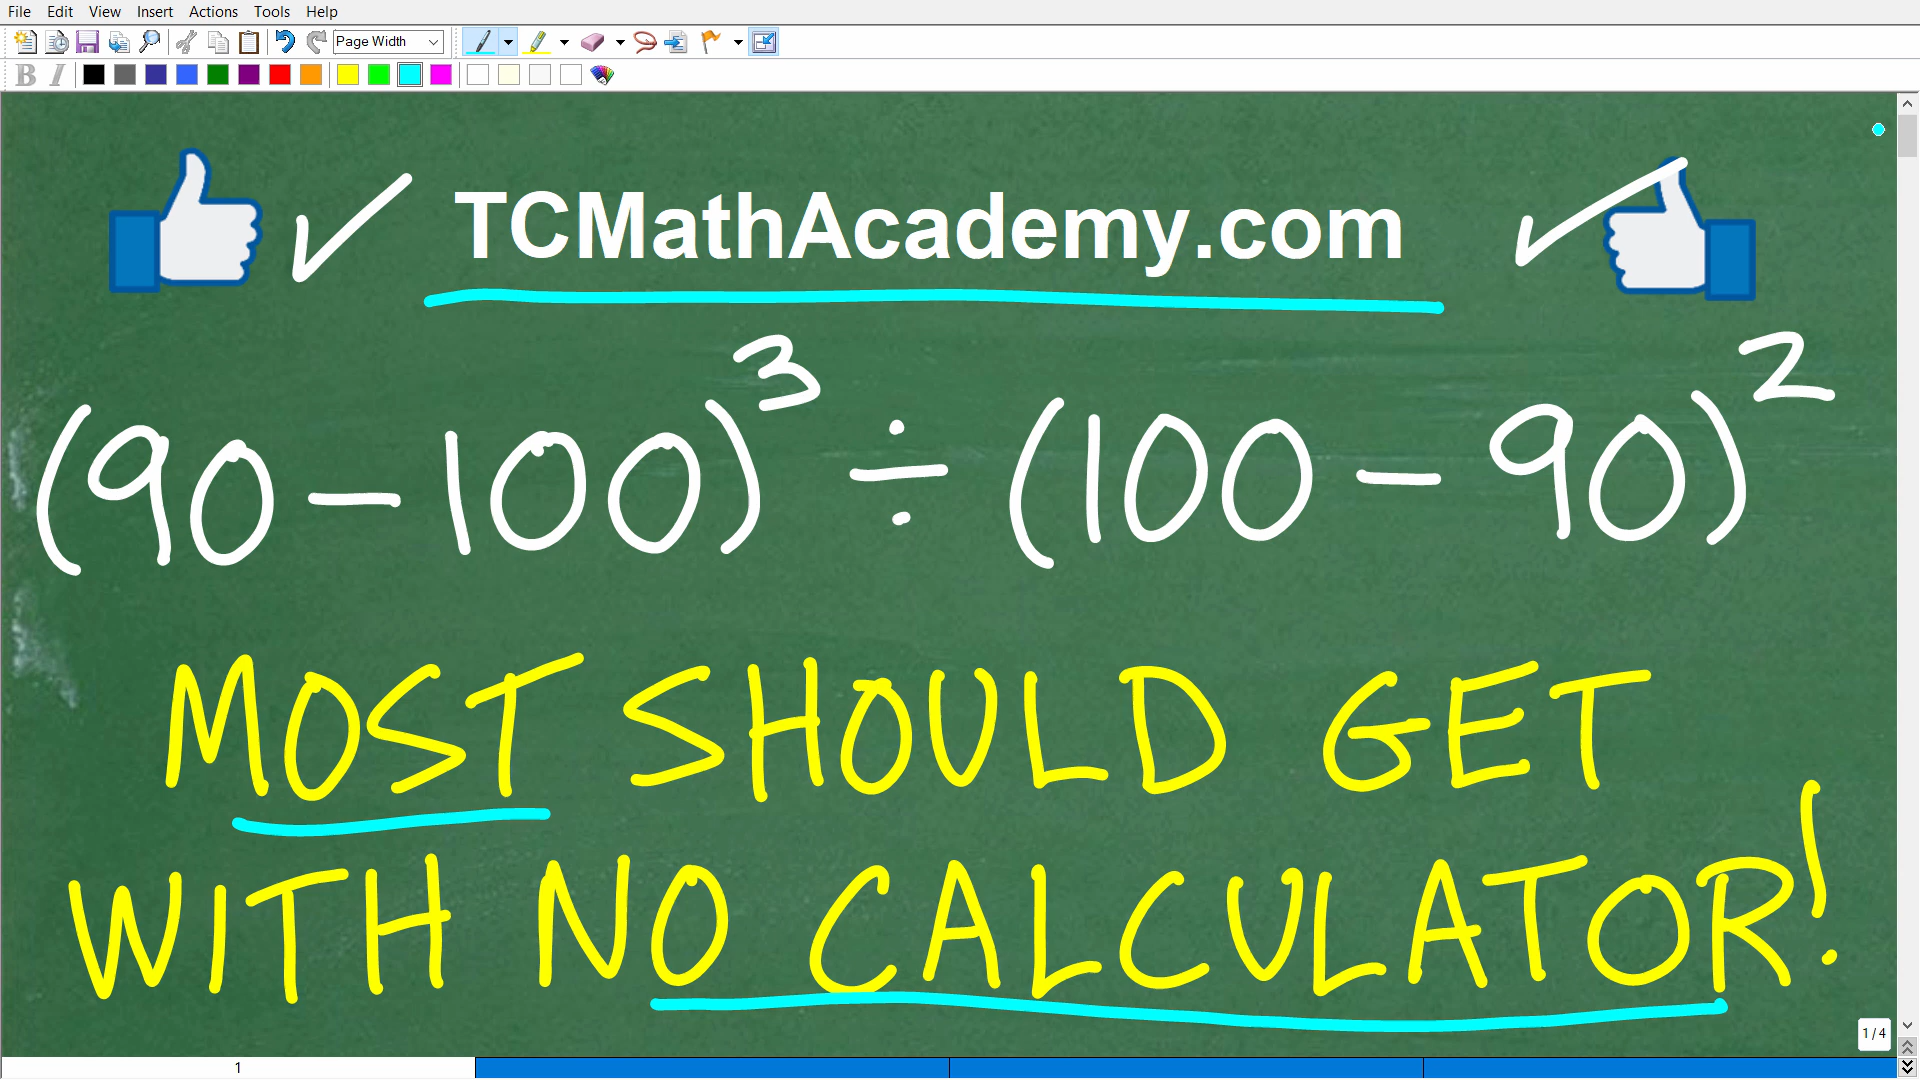 File Edit View Insert Actions Tools Help
Page Width
B I
TCMathAcademy.com
(90-100)³ ÷ (100-90)²
MOST SHOULD GET
WITH NO CALCULATOR!
1 / 4
1